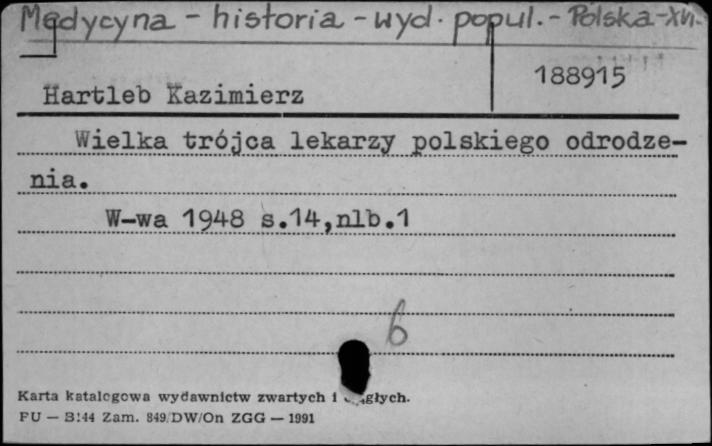 Medycyna - historia - wyd. popul. - Polska - XVI
188915
Hartleb Kazimierz
Wielka trójca lekarzy polskiego odrodze-
nia.
W-wa 1948 s.14,nlb.1
6
Karta katalogowa wydawnictw zwartych i ciągłych.
PU — B:44 Zam. 849/DW/On ZGG — 1991